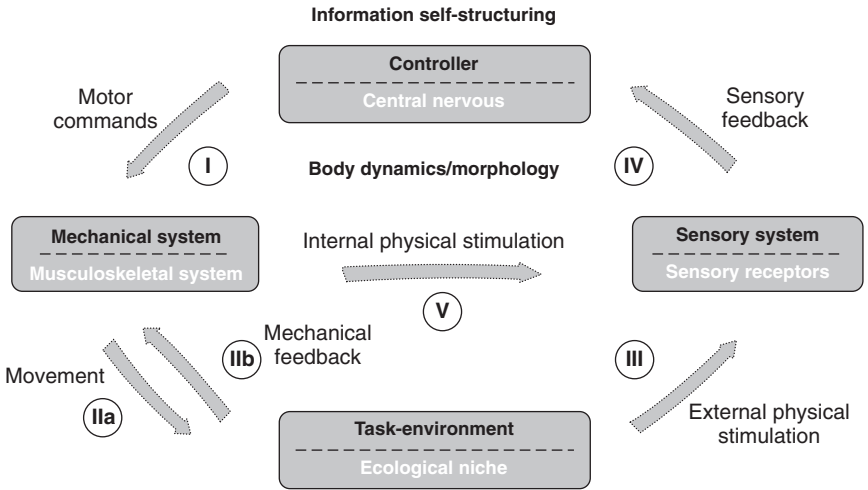 Information self-structuring
Controller
Central nervous
Motor
commands
Sensory
feedback
I
Body dynamics/morphology
IV
Mechanical system
Musculoskeletal system
Internal physical stimulation
Sensory system
Sensory receptors
V
Mechanical
feedback
IIb
III
Movement
IIa
External physical
stimulation
Task-environment
Ecological niche